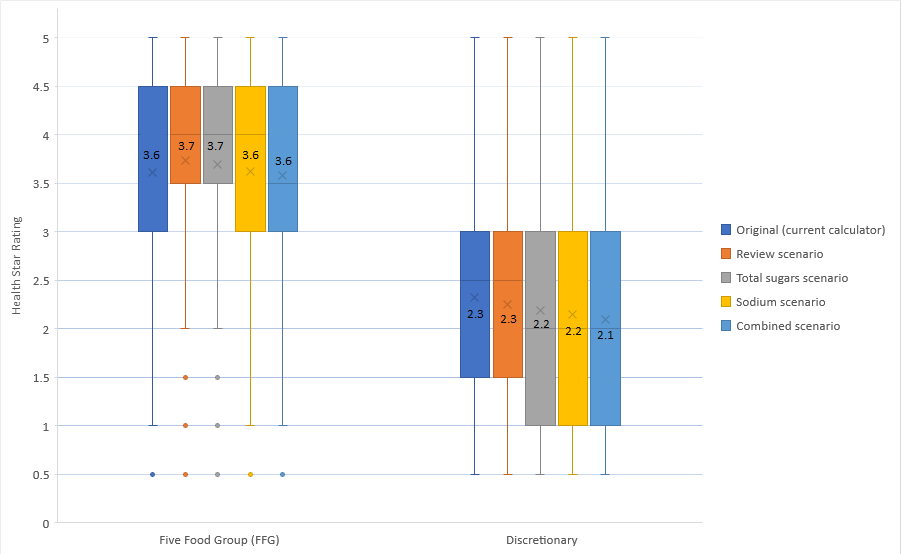 5
4.5
4
3.5
3
2.5
2
1.5
1
0.5
0
Health Star Rating
3.6
3.7
3.7
3.6
3.6
2.3
2.3
2.2
2.2
2.1
Five Food Group (FFG)
Discretionary
Original (current calculator)
Review scenario
Total sugars scenario
Sodium scenario
Combined scenario